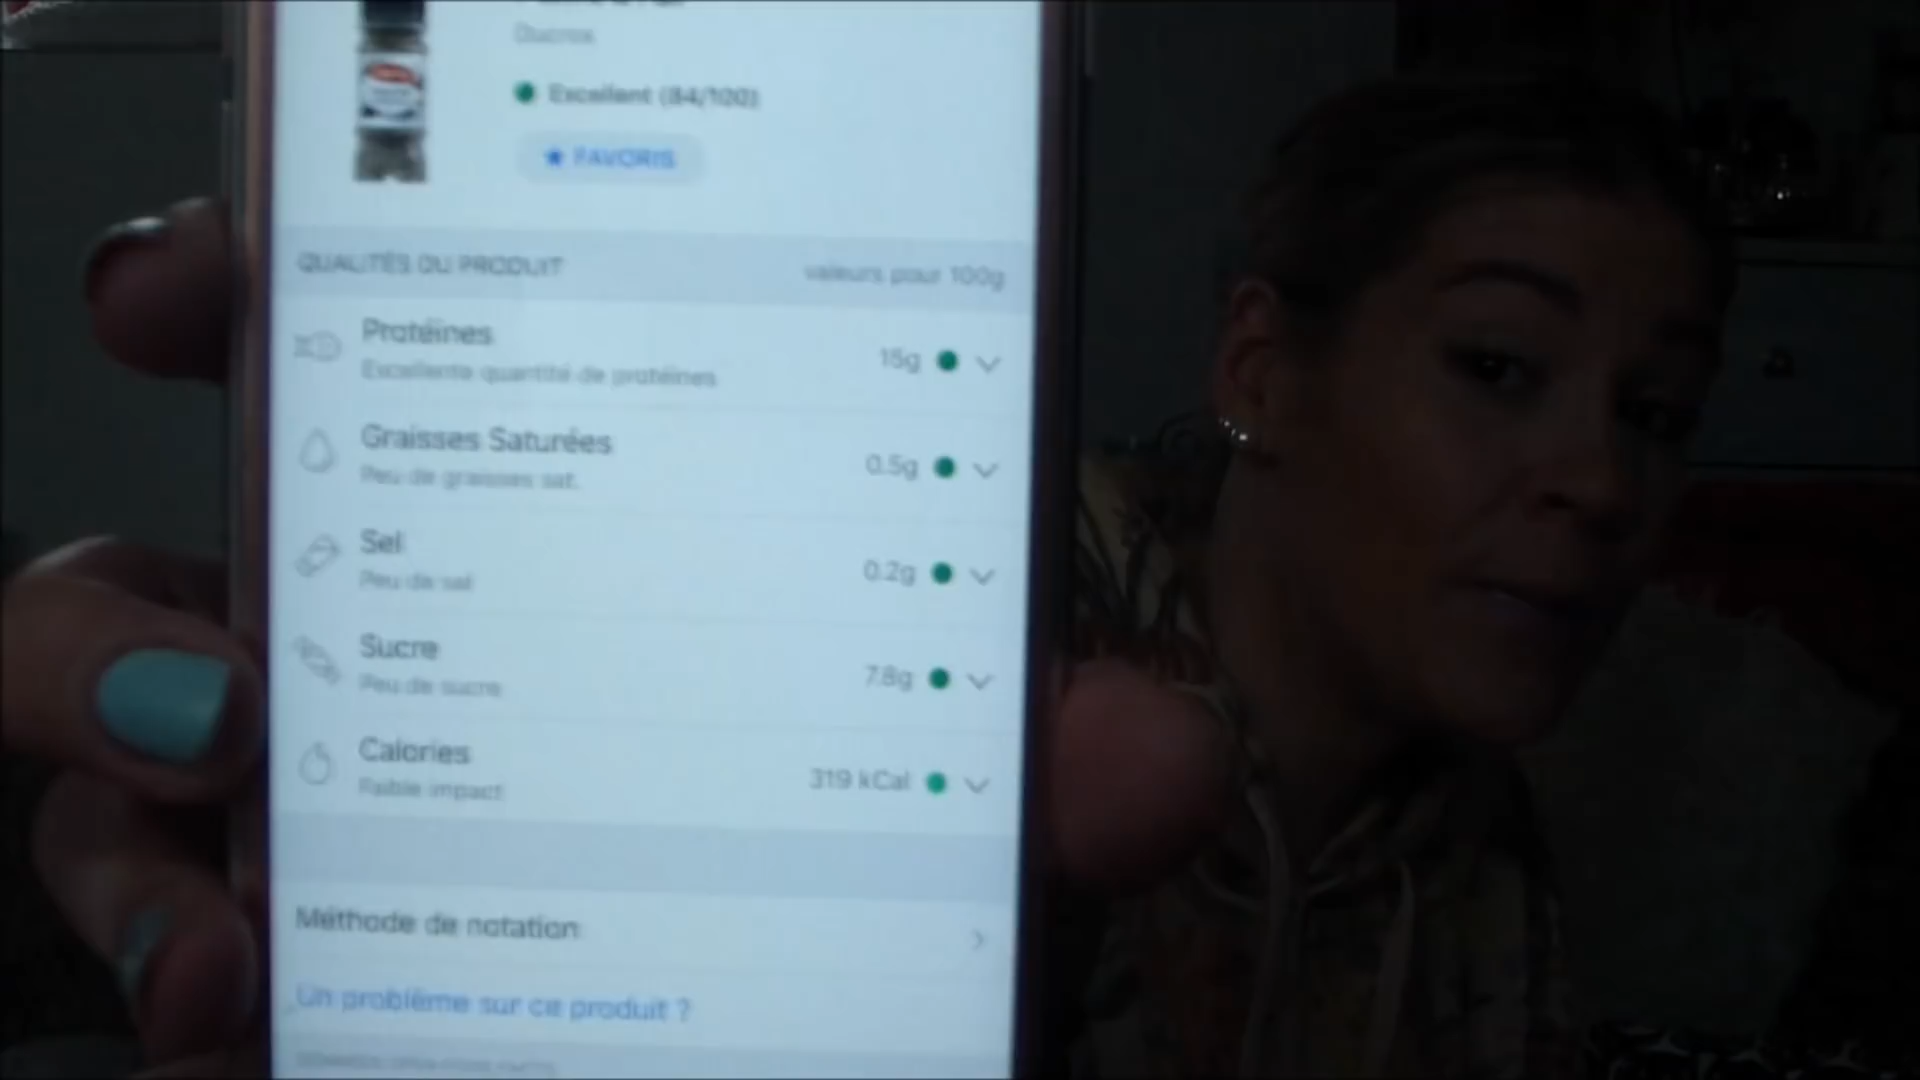 Ducros
Excellent (84/100)
★ FAVORIS
QUALITÉS DU PRODUIT
valeurs pour 100g
Protéines
15g
Excellente quantité de protéines
Graisses Saturées
0.5g
Peu de graisses sat.
Sel
0.2g
Peu de sel
Sucre
7.8g
Peu de sucre
Calories
319 kCal
Faible impact
Méthode de notation
Un problème sur ce produit ?